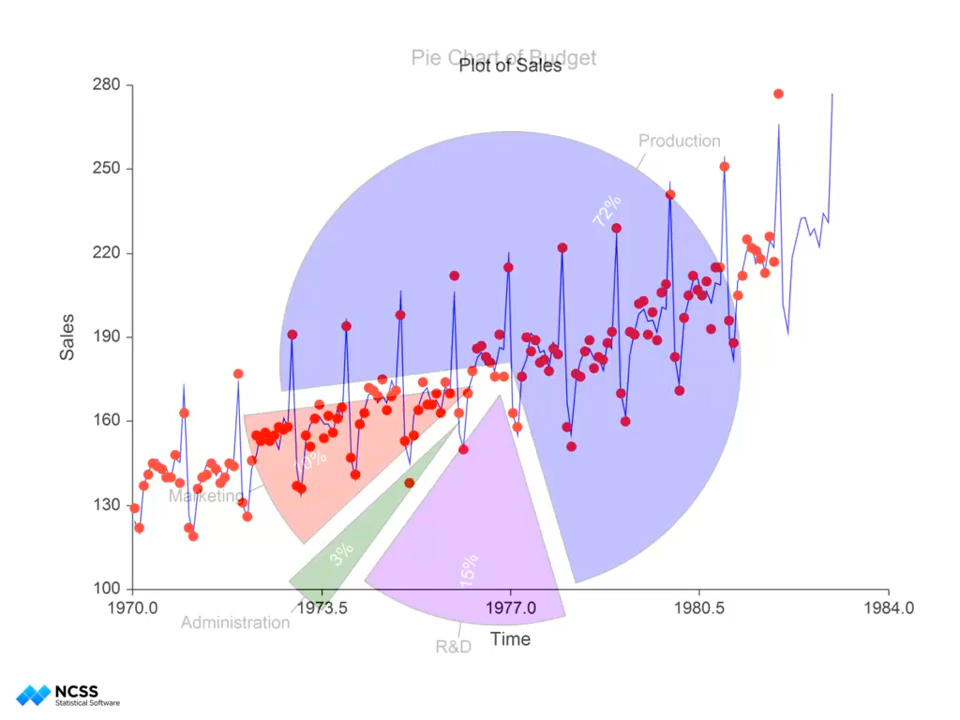 Pie Chart of Budget
Plot of Sales
280
Production
250
72%
220
Sales
190
160
10%
Marketing
130
3%
15%
100
1970.0
1973.5
1977.0
1980.5
1984.0
Administration
Time
R&D
NCSS
Statistical Software